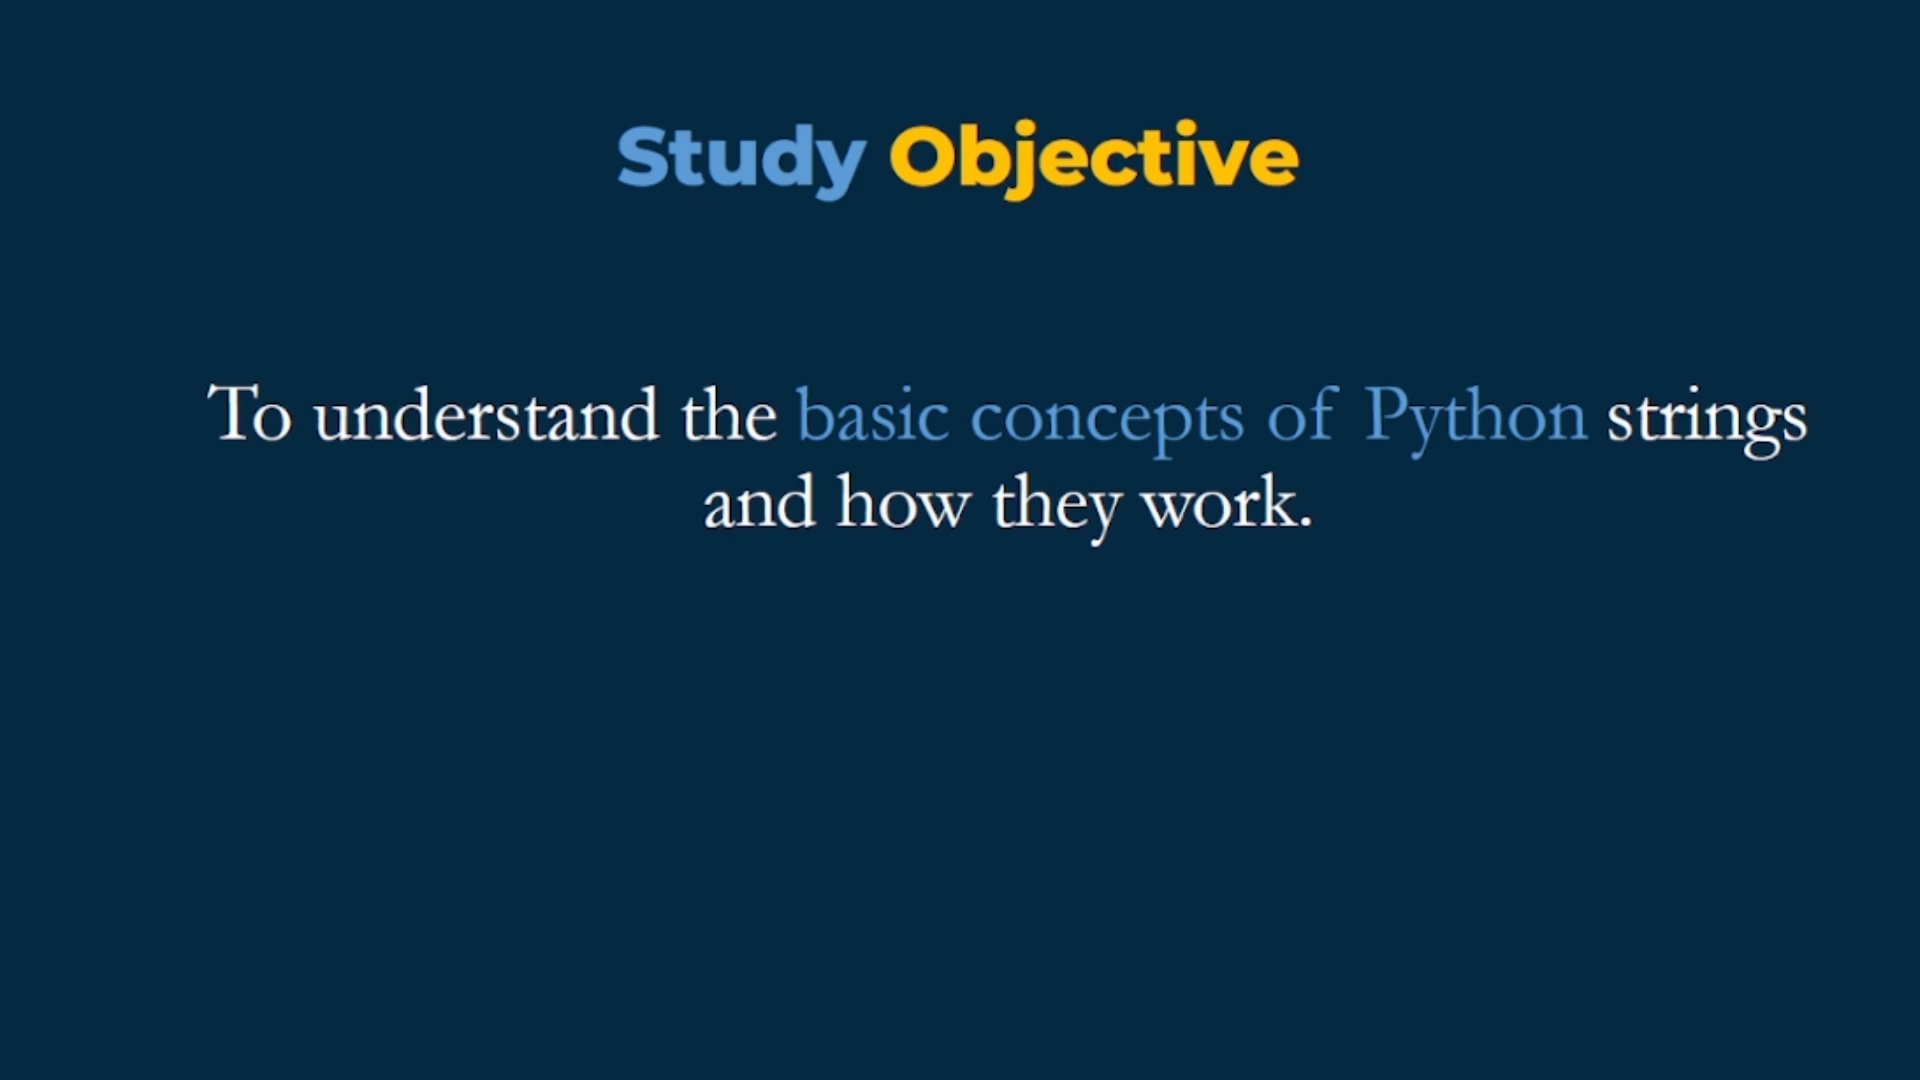 Study Objective
To understand the basic concepts of Python strings
and how they work.